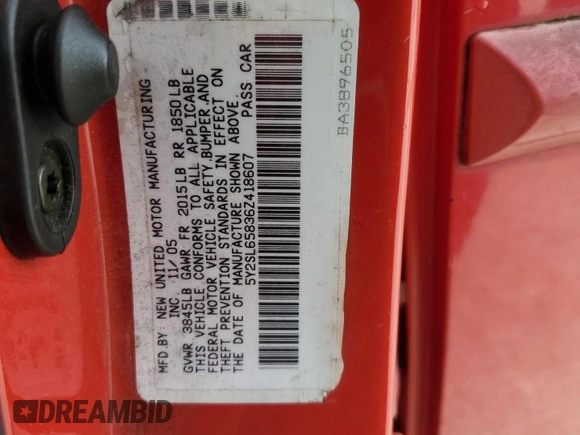 MFD.BY: NEW UNITED MOTOR MANUFACTURING
INC 11/05
GVWR 3845LB GAWR FR 2015LB RR 1850LB
THIS VEHICLE CONFORMS TO ALL APPLICABLE
FEDERAL MOTOR VEHICLE SAFETY,BUMPER,AND
THEFT PREVENTION STANDARDS IN EFFECT ON
THE DATE OF MANUFACTURE SHOWN ABOVE.
5Y2SL65836Z418607 PASS CAR
BA3896505
DREAMBID